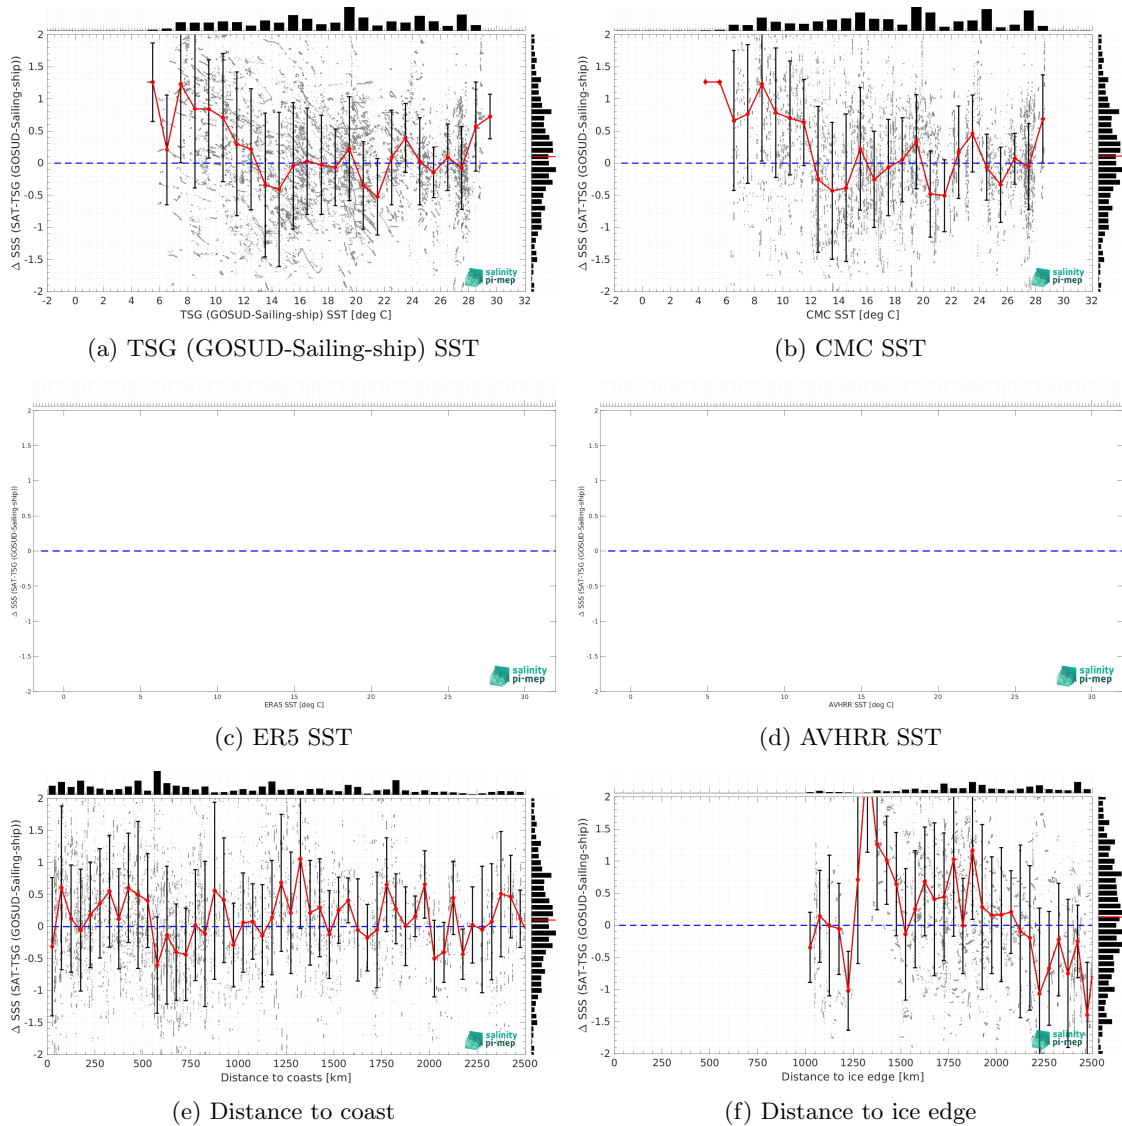 2
1.5
1
0.5
0
-0.5
-1
-1.5
-2
Δ SSS (SAT-TSG (GOSUD-Sailing-ship))
salinity
pi-mep
-2 0 2 4 6 8 10 12 14 16 18 20 22 24 26 28 30 32
TSG (GOSUD-Sailing-ship) SST [deg C]
(a) TSG (GOSUD-Sailing-ship) SST
2
1.5
1
0.5
0
-0.5
-1
-1.5
-2
Δ SSS (SAT-TSG (GOSUD-Sailing-ship))
salinity
pi-mep
-2 0 2 4 6 8 10 12 14 16 18 20 22 24 26 28 30 32
CMC SST [deg C]
(b) CMC SST
2
1.5
1
0.5
0
-0.5
-1
-1.5
-2
Δ SSS (SAT-TSG (GOSUD-Sailing-ship))
salinity
pi-mep
0 5 10 15 20 25 30
ERA5 SST [deg C]
(c) ER5 SST
2
1.5
1
0.5
0
-0.5
-1
-1.5
-2
Δ SSS (SAT-TSG (GOSUD-Sailing-ship))
salinity
pi-mep
0 5 10 15 20 25 30
AVHRR SST [deg C]
(d) AVHRR SST
2
1.5
1
0.5
0
-0.5
-1
-1.5
-2
Δ SSS (SAT-TSG (GOSUD-Sailing-ship))
salinity
pi-mep
0 250 500 750 1000 1250 1500 1750 2000 2250 2500
Distance to coasts [km]
(e) Distance to coast
2
1.5
1
0.5
0
-0.5
-1
-1.5
-2
Δ SSS (SAT-TSG (GOSUD-Sailing-ship))
salinity
pi-mep
0 250 500 750 1000 1250 1500 1750 2000 2250 2500
Distance to ice edge [km]
(f) Distance to ice edge